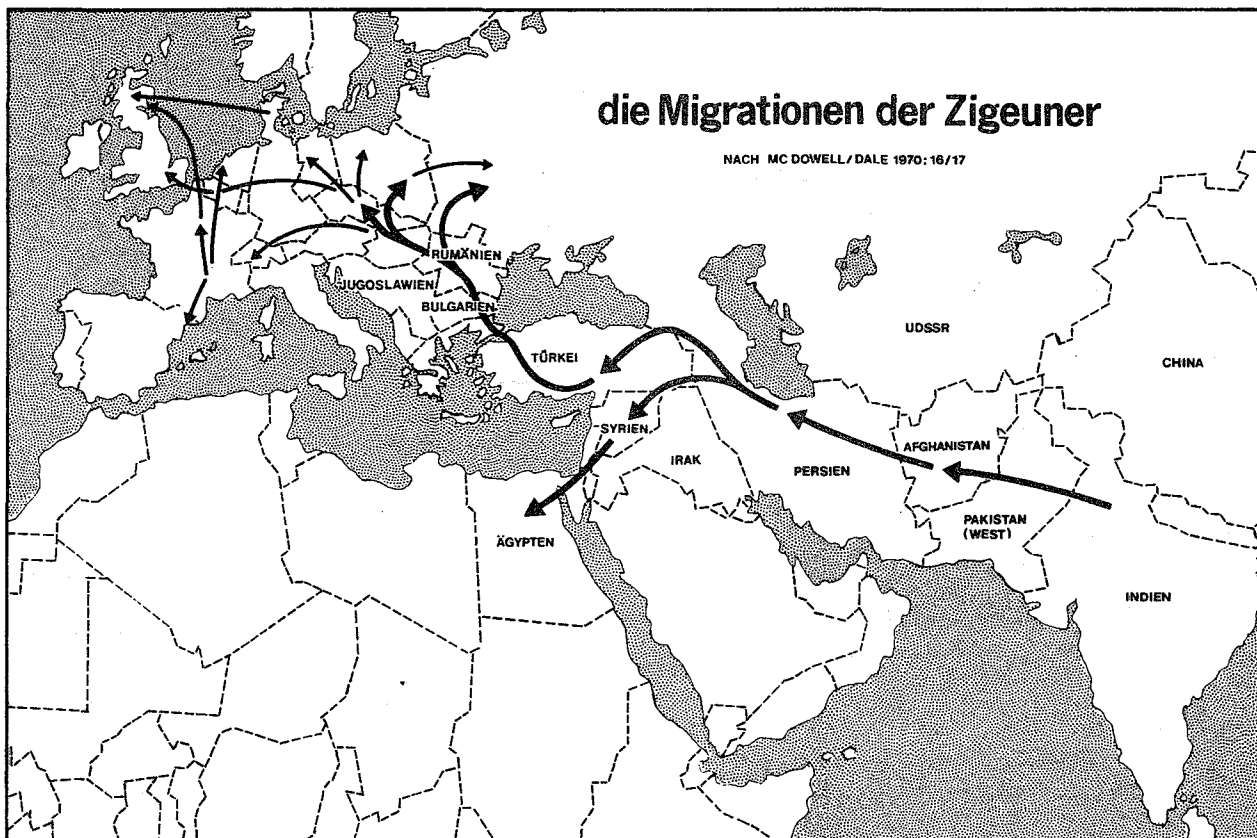 die Migrationen der Zigeuner
NACH MC DOWELL/DALE 1970: 16/17
RUMÄNIEN
JUGOSLAWIEN
BULGARIEN
TÜRKEI
UDSSR
CHINA
SYRIEN
IRAK
PERSIEN
AFGHANISTAN
PAKISTAN
(WEST)
ÄGYPTEN
INDIEN